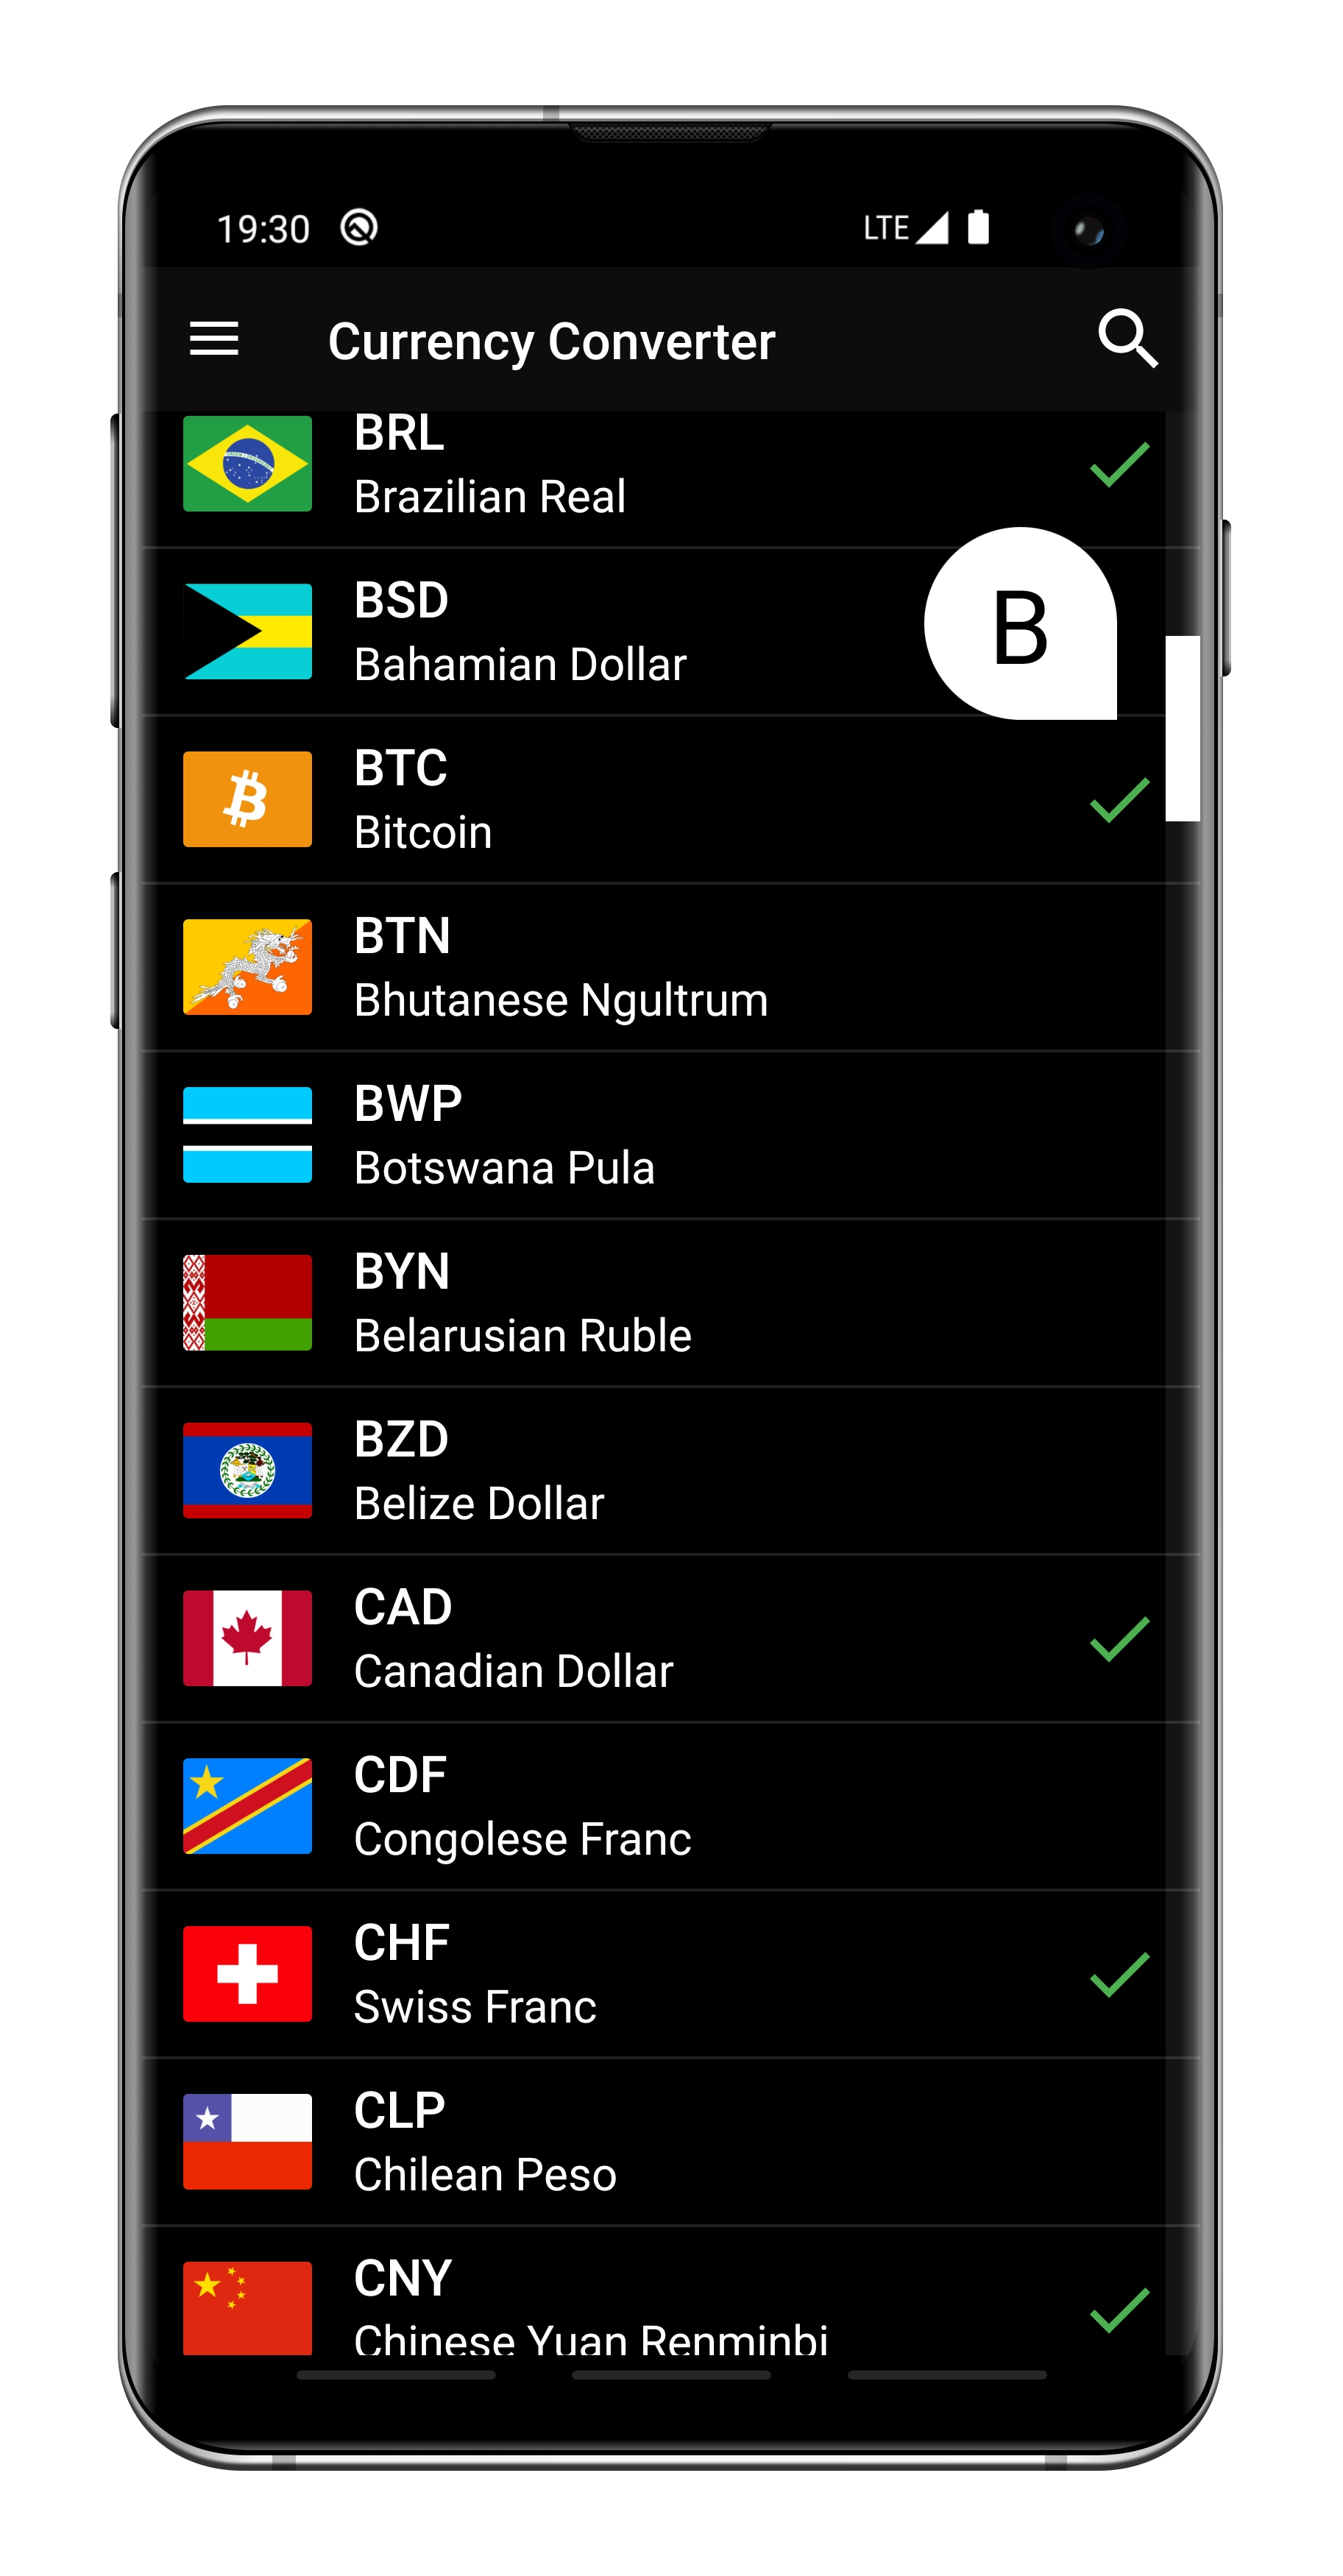 19:30 LTE
Currency Converter
BRL
Brazilian Real
BSD
Bahamian Dollar
B
BTC
Bitcoin
BTN
Bhutanese Ngultrum
BWP
Botswana Pula
BYN
Belarusian Ruble
BZD
Belize Dollar
CAD
Canadian Dollar
CDF
Congolese Franc
CHF
Swiss Franc
CLP
Chilean Peso
CNY
Chinese Yuan Renminbi